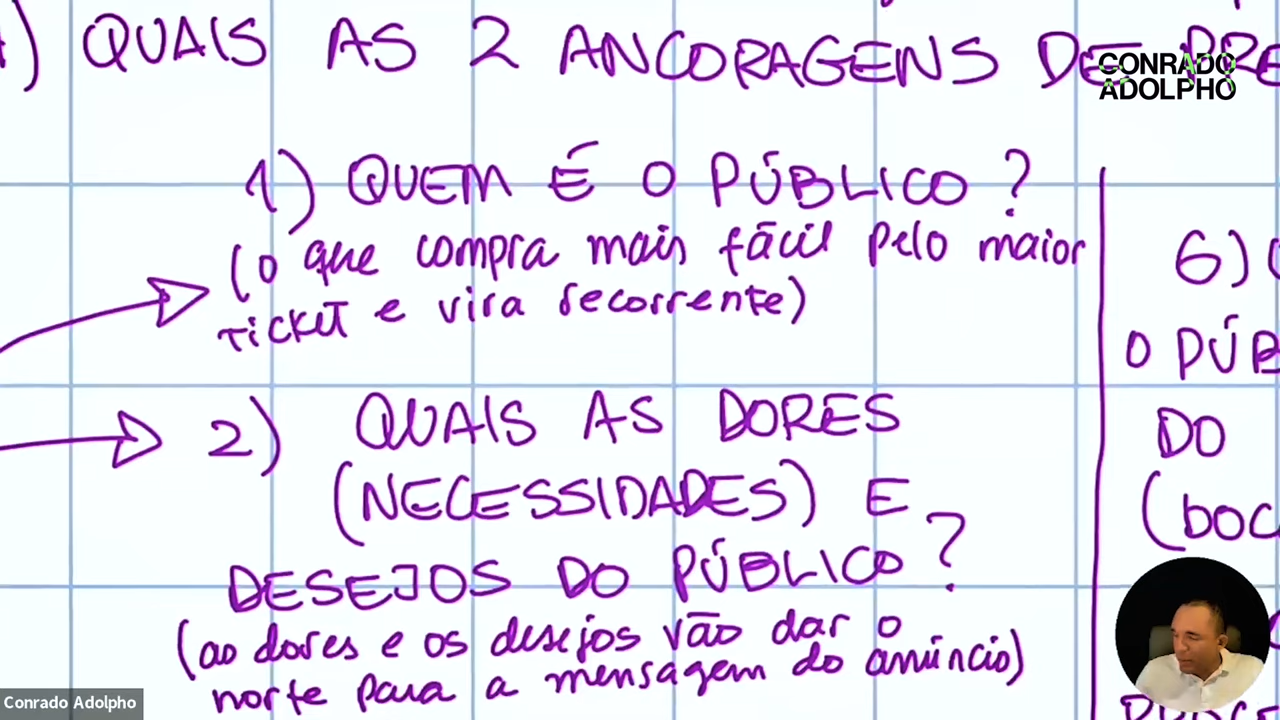 QUAIS AS 2 ANCORAGENS DE PRE
CONRADO
ADOLPHO
1) QUEM É O PÚBLICO?
(o que compra mais fácil pelo maior
TICKET e vira recorrente)
2) QUAIS AS DORES
(NECESSIDADES) E
DESEJOS DO PÚBLICO?
(as dores e os desejos vão dar o
norte para a mensagem do anúncio)
6)
O PÚB
DO
(boc
Conrado Adolpho